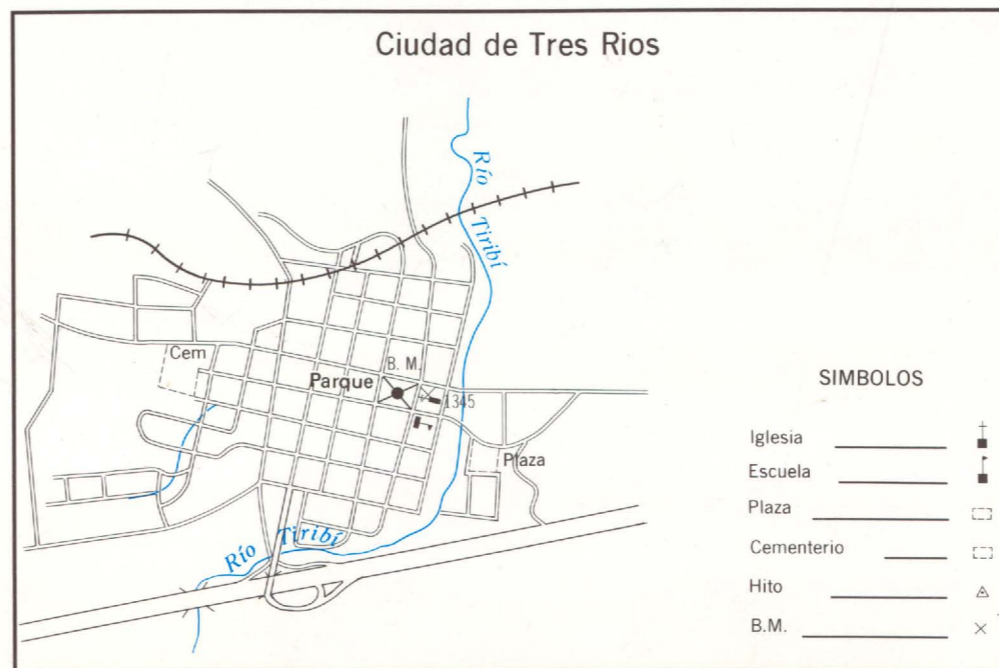 Ciudad de Tres Rios
Río
Tiribí
Cem
B. M.
Parque
1345
Plaza
Río Tiribí
SIMBOLOS
Iglesia
Escuela
Plaza
Cementerio
Hito
B.M.